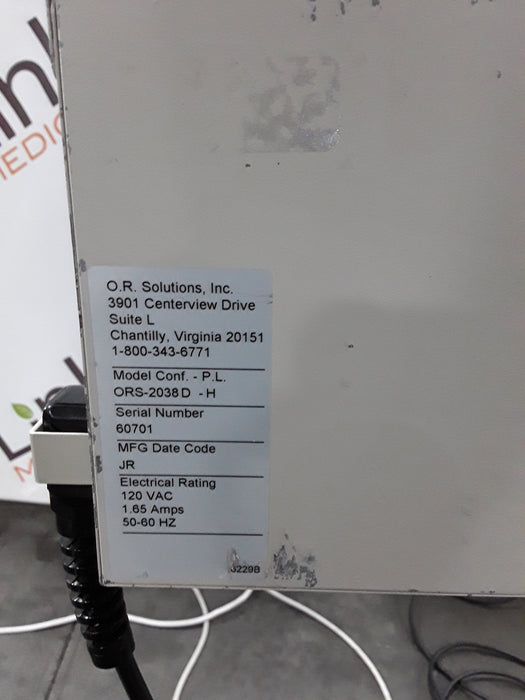 O.R. Solutions, Inc.
3901 Centerview Drive
Suite L
Chantilly, Virginia 20151
1-800-343-6771
Model Conf. - P.L.
ORS-2038 D - H
Serial Number
60701
MFG Date Code
JR
Electrical Rating
120 VAC
1.65 Amps
50-60 HZ